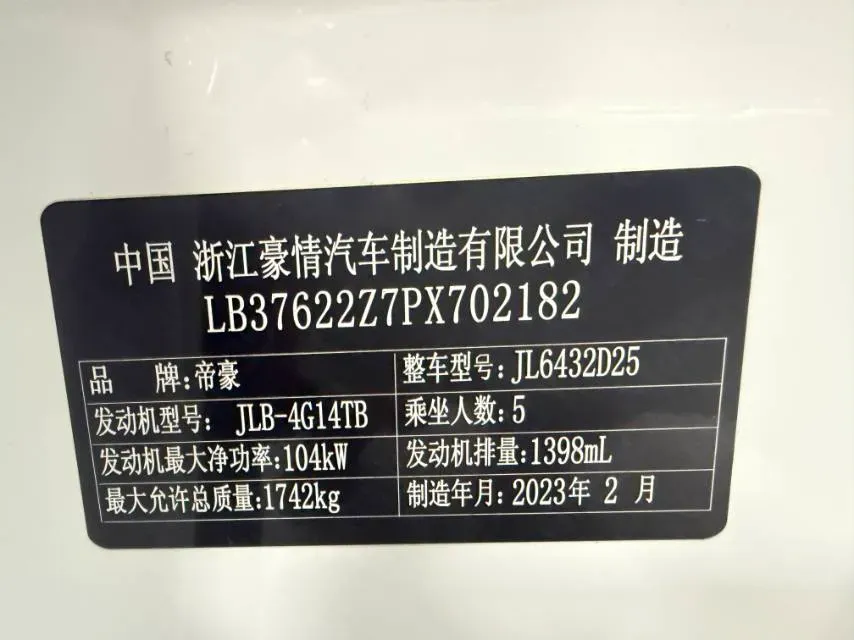 中国 浙江豪情汽车制造有限公司 制造
LB37622Z7PX702182
品 牌:帝豪 整车型号:JL6432D25
发动机型号: JLB-4G14TB 乘坐人数:5
发动机最大净功率:104kW 发动机排量:1398mL
最大允许总质量:1742kg 制造年月:2023年 2 月